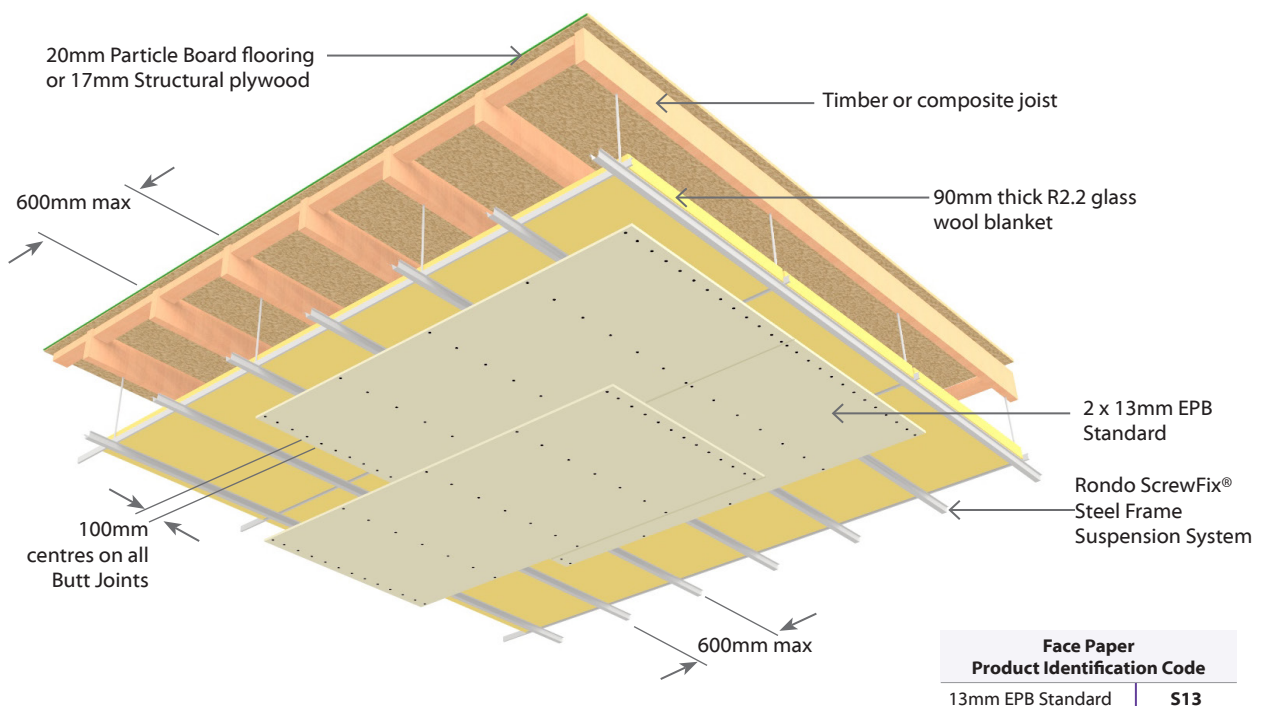 20mm Particle Board flooring
or 17mm Structural plywood
Timber or composite joist
600mm max
90mm thick R2.2 glass
wool blanket
2 x 13mm EPB
Standard
Rondo ScrewFix®
Steel Frame
Suspension System
100mm
centres on all
Butt Joints
600mm max
Face Paper
Product Identification Code
13mm EPB Standard S13